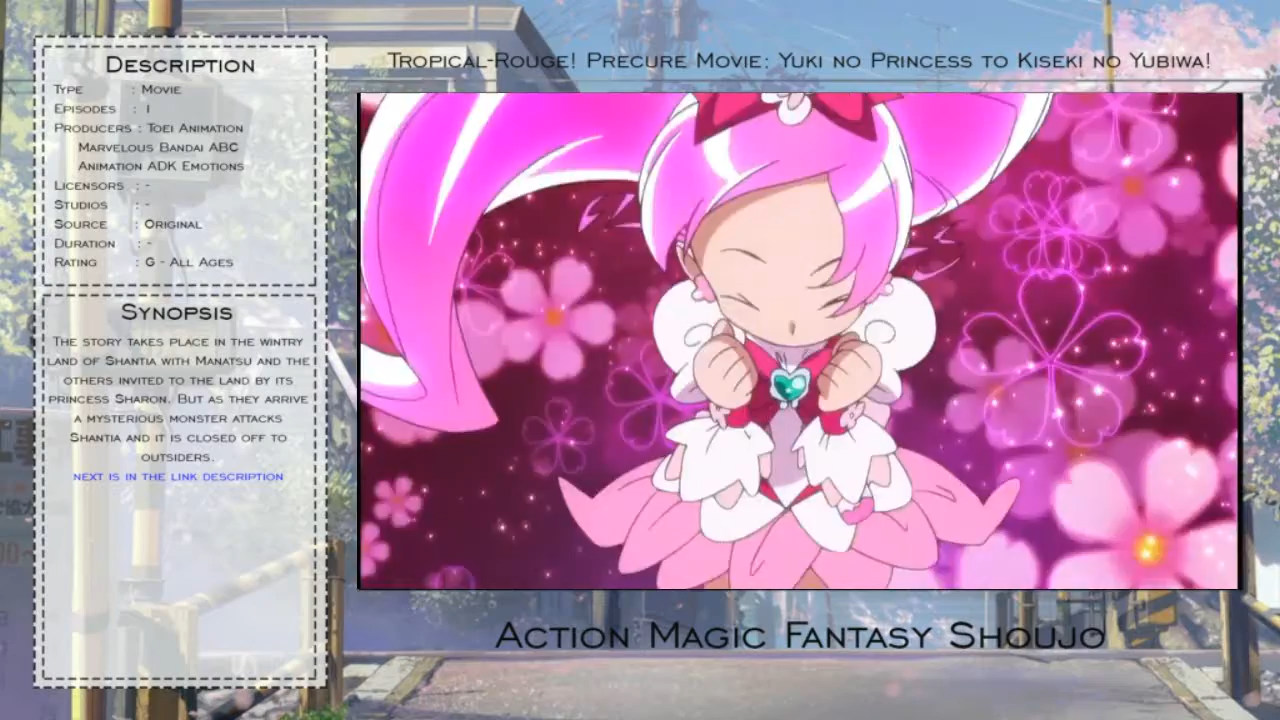 Tropical-Rouge! Precure Movie: Yuki no Princess to Kiseki no Yubiwa!
Description
Type : Movie
Episodes : 1
Producers : Toei Animation
Marvelous Bandai ABC
Animation ADK Emotions
Licensors : -
Studios : -
Source : Original
Duration : -
Rating : G - All Ages
Synopsis
The story takes place in the wintry
land of Shantia with Manatsu and the
others invited to the land by its
princess Sharon. But as they arrive
a mysterious monster attacks
Shantia and it is closed off to
outsiders.
next is in the link description
Action Magic Fantasy Shoujo